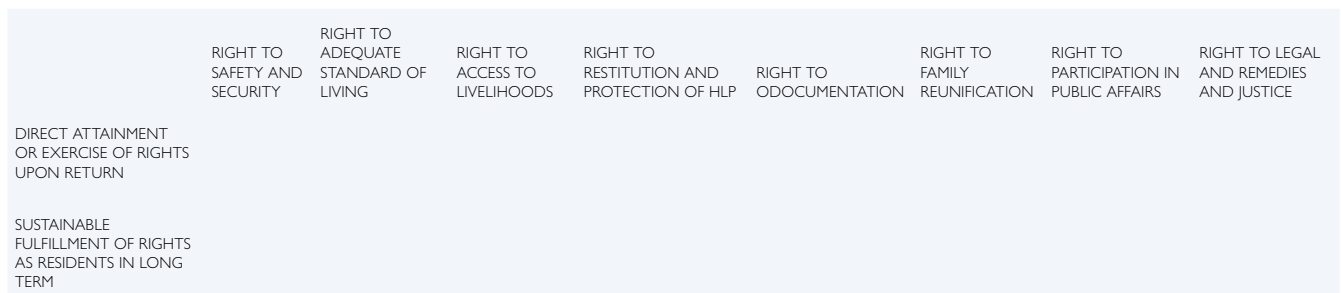 RIGHT TO
SAFETY AND
SECURITY
RIGHT TO
ADEQUATE
STANDARD OF
LIVING
RIGHT TO
ACCESS TO
LIVELIHOODS
RIGHT TO
RESTITUTION AND
PROTECTION OF HLP
RIGHT TO
ODOCUMENTATION
RIGHT TO
FAMILY
REUNIFICATION
RIGHT TO
PARTICIPATION IN
PUBLIC AFFAIRS
RIGHT TO LEGAL
AND REMEDIES
AND JUSTICE
DIRECT ATTAINMENT
OR EXERCISE OF RIGHTS
UPON RETURN
SUSTAINABLE
FULFILLMENT OF RIGHTS
AS RESIDENTS IN LONG
TERM